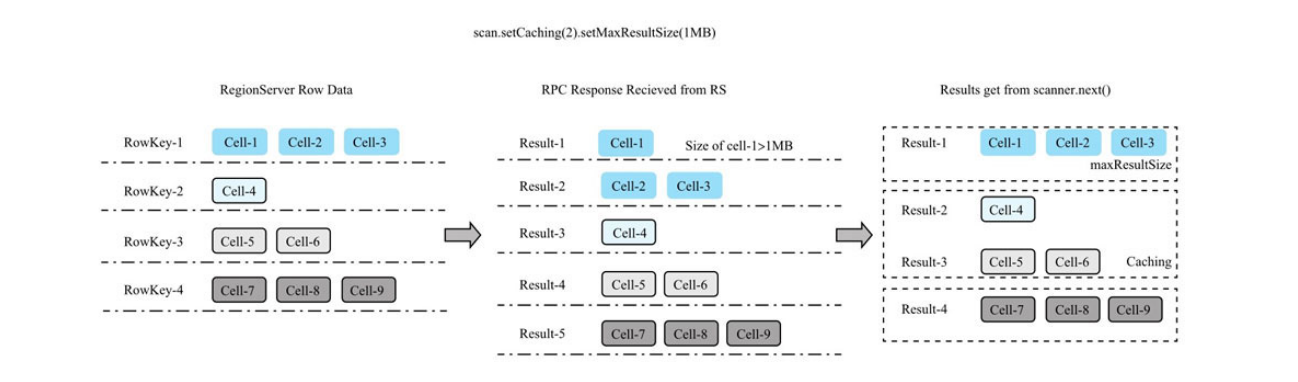 scan.setCaching(2).setMaxResultSize(1MB)
RegionServer Row Data
RowKey-1 Cell-1 Cell-2 Cell-3
RowKey-2 Cell-4
RowKey-3 Cell-5 Cell-6
RowKey-4 Cell-7 Cell-8 Cell-9
RPC Response Recieved from RS
Result-1 Cell-1 Size of cell-1>1MB
Result-2 Cell-2 Cell-3
Result-3 Cell-4
Result-4 Cell-5 Cell-6
Result-5 Cell-7 Cell-8 Cell-9
Results get from scanner.next()
Result-1 Cell-1 Cell-2 Cell-3
maxResultSize
Result-2 Cell-4
Result-3 Cell-5 Cell-6 Caching
Result-4 Cell-7 Cell-8 Cell-9